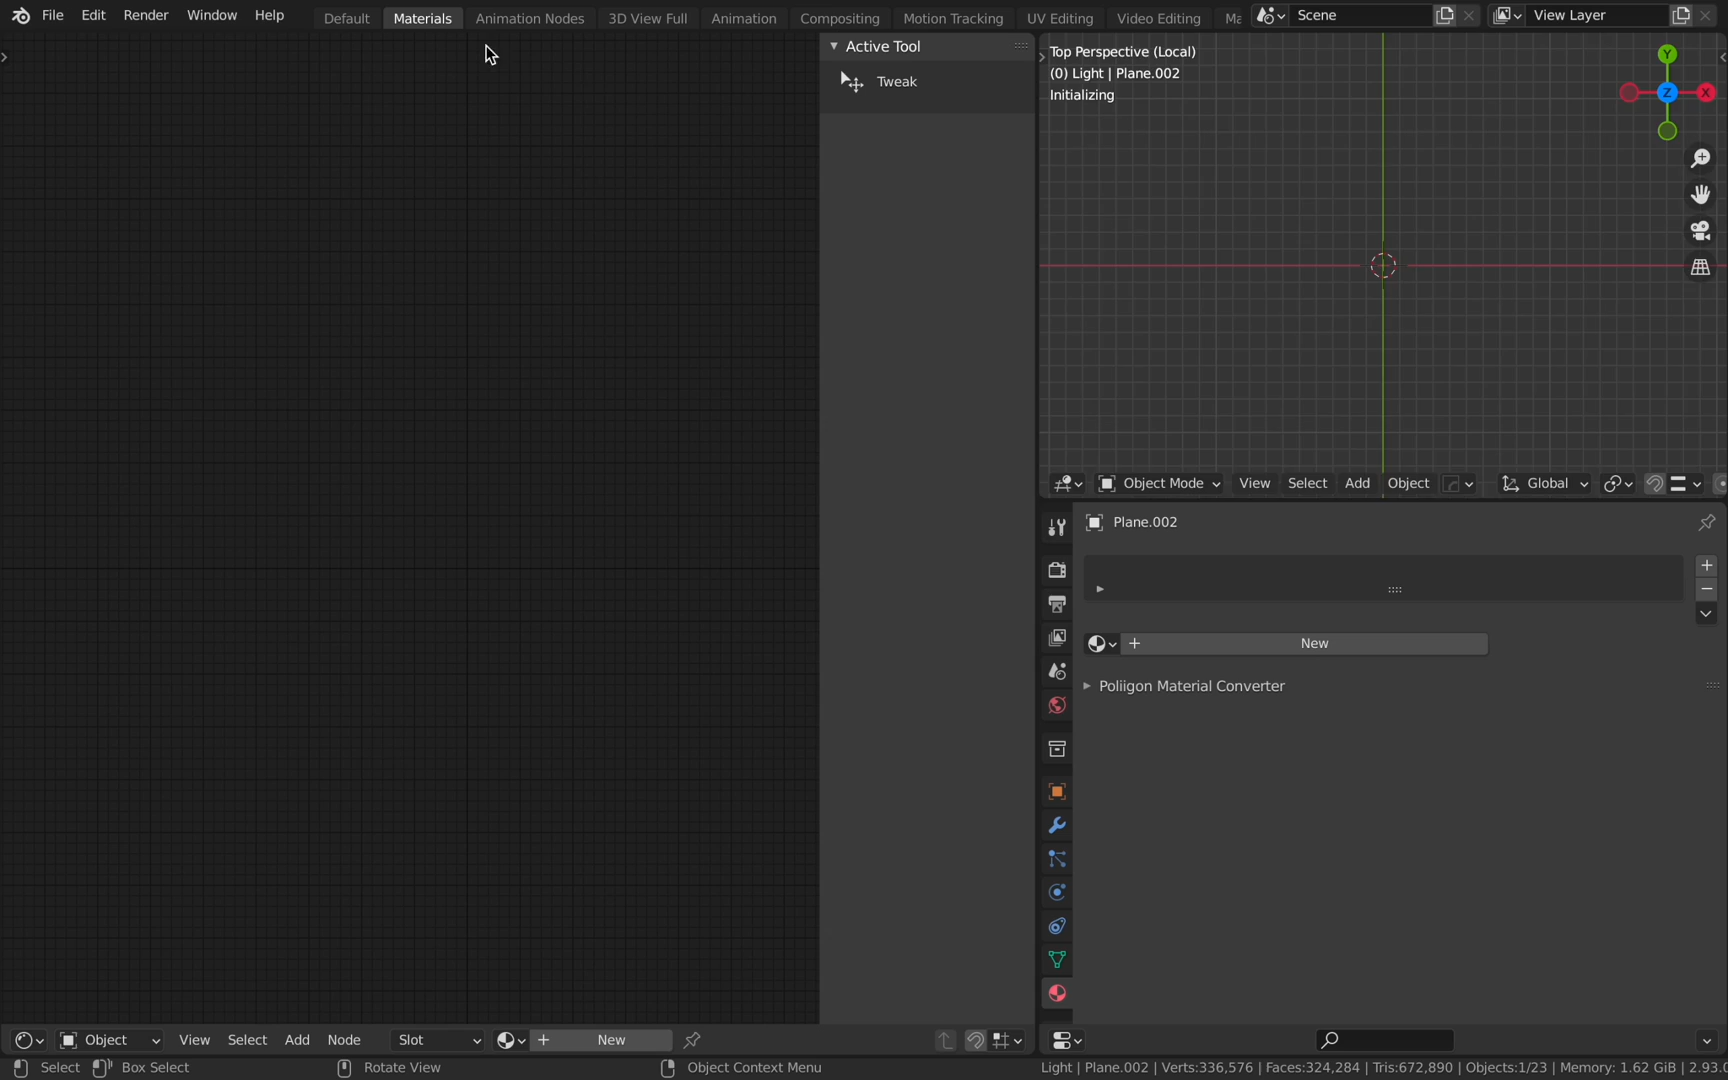 File Edit Render Window Help Default Materials Animation Nodes 3D View Full Animation Compositing Motion Tracking UV Editing Video Editing Ma Scene View Layer
Active Tool
Tweak
Top Perspective (Local)
(0) Light | Plane.002
Initializing
Y
Z
X
Object Mode View Select Add Object Global
Plane.002
New
Poliigon Material Converter
Object View Select Add Node Slot New
Select Box Select Rotate View Object Context Menu Light | Plane.002 | Verts:336,576 | Faces:324,284 | Tris:672,890 | Objects:1/23 | Memory: 1.62 GiB | 2.93.